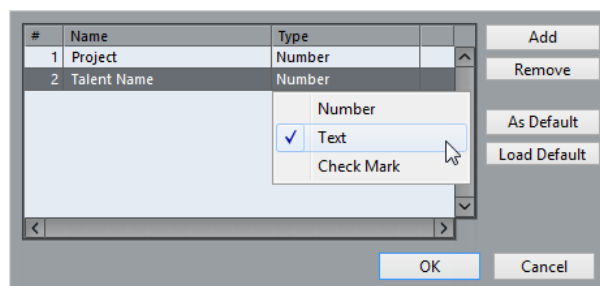 # Name Type
1 Project Number
2 Talent Name Number
Number
Text
Check Mark
Add
Remove
As Default
Load Default
OK Cancel